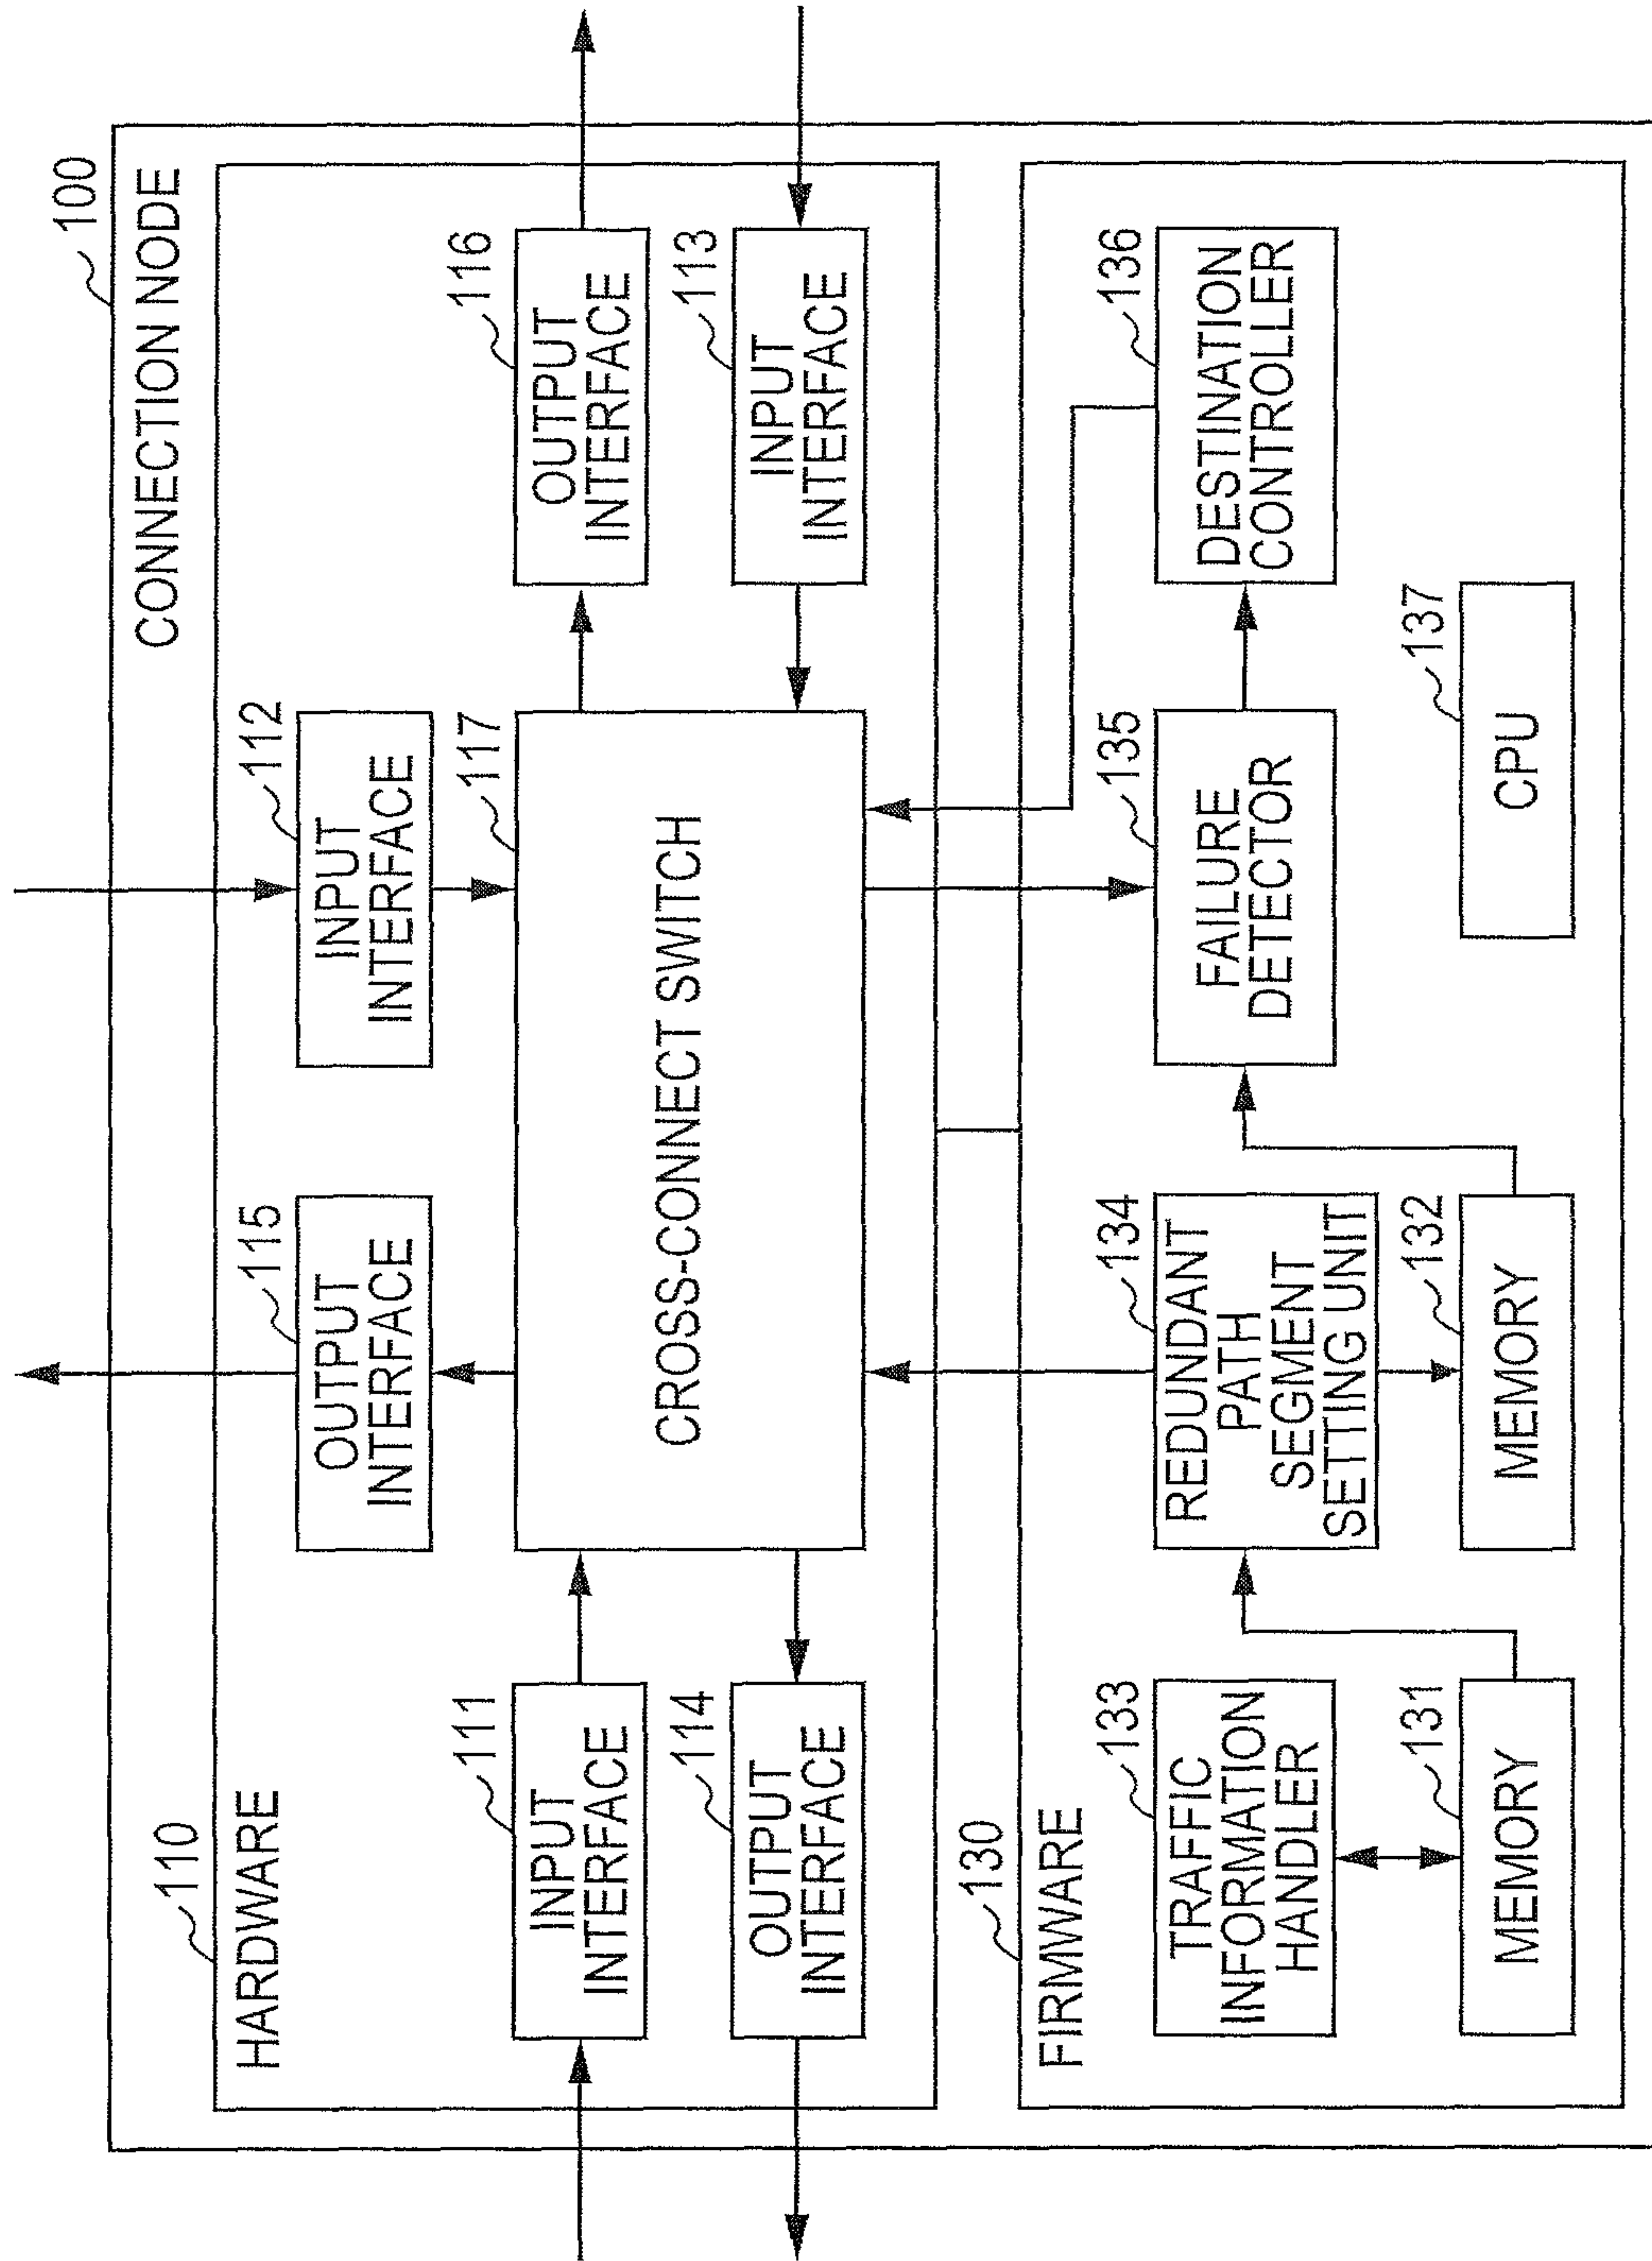 100
CONNECTION NODE
110
HARDWARE
115
OUTPUT
INTERFACE
112
INPUT
INTERFACE
111
INPUT
INTERFACE
117
CROSS-CONNECT SWITCH
116
OUTPUT
INTERFACE
114
OUTPUT
INTERFACE
113
INPUT
INTERFACE
130
FIRMWARE
133
TRAFFIC
INFORMATION
HANDLER
134
REDUNDANT
PATH
SEGMENT
SETTING UNIT
135
FAILURE
DETECTOR
136
DESTINATION
CONTROLLER
131
MEMORY
132
MEMORY
137
CPU